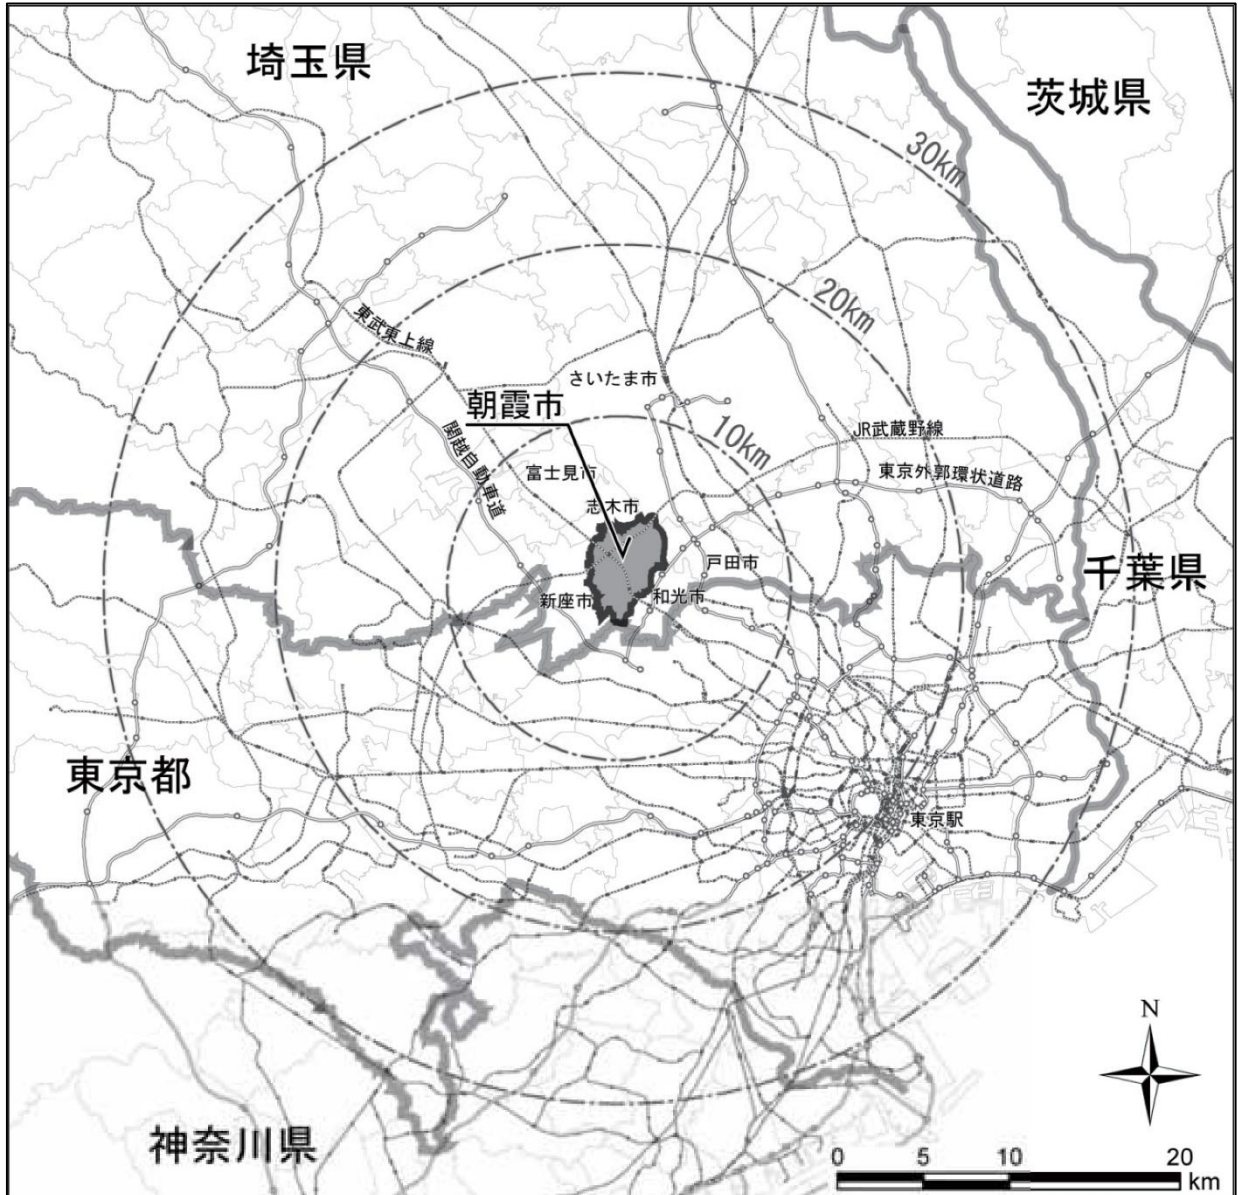 埼玉県
茨城県
30km
20km
東武東上線
さいたま市
朝霞市
10km
JR武蔵野線
関越自動車道
富士見市
東京外郭環状道路
志木市
戸田市
千葉県
新座市
和光市
東京都
東京駅
N
神奈川県
0 5 10 20
km